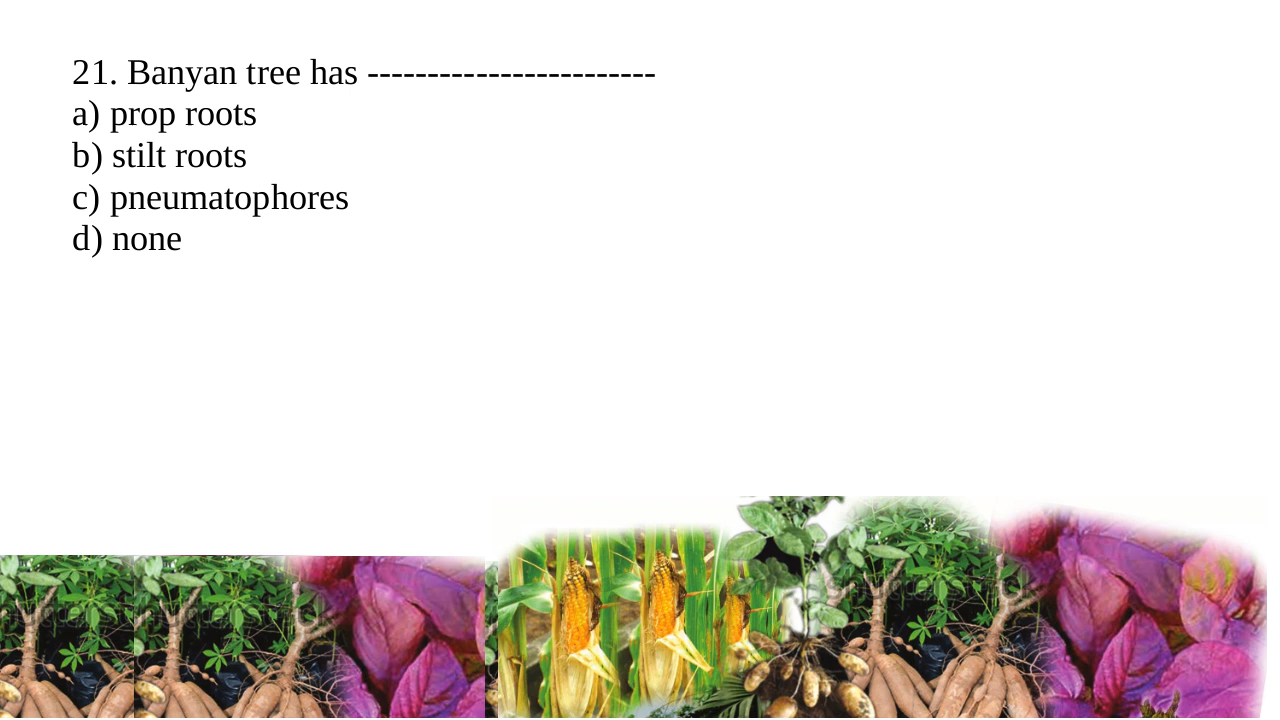 21. Banyan tree has ------------------------
a) prop roots
b) stilt roots
c) pneumatophores
d) none